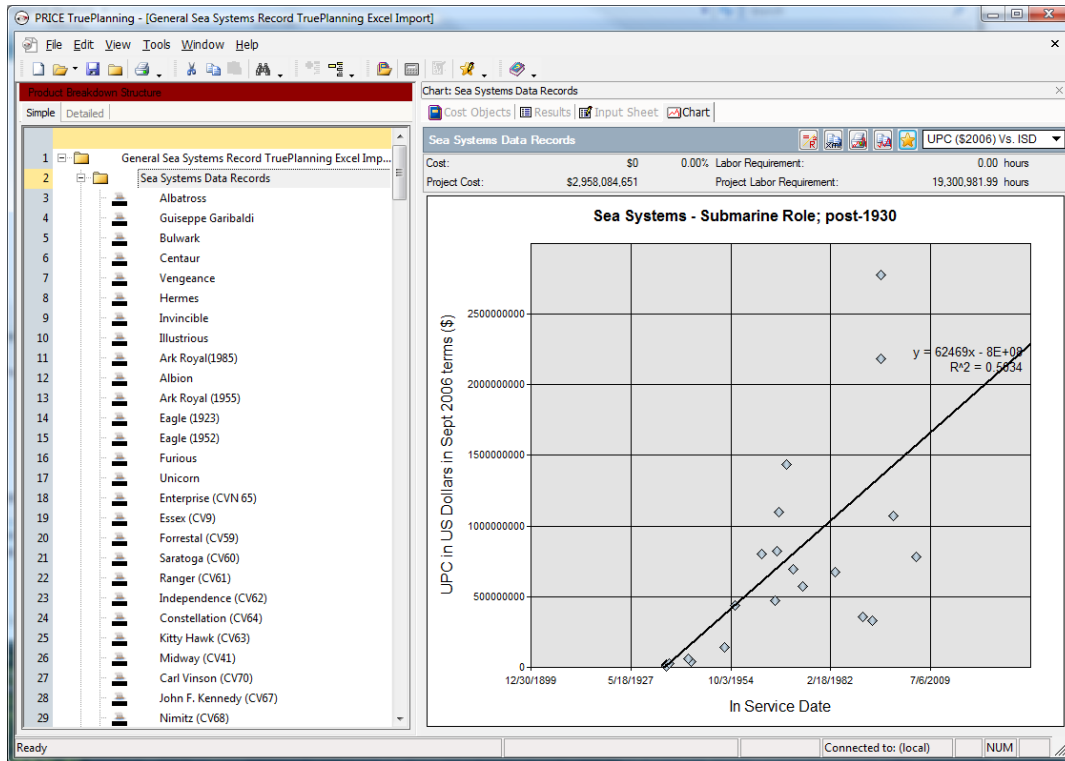 PRICE TruePlanning - [General Sea Systems Record TruePlanning Excel Import]
File Edit View Tools Window Help
Product Breakdown Structure
Simple Detailed
1 General Sea Systems Record TruePlanning Excel Imp...
2 Sea Systems Data Records
3 Albatross
4 Guiseppe Garibaldi
5 Bulwark
6 Centaur
7 Vengeance
8 Hermes
9 Invincible
10 Illustrious
11 Ark Royal(1985)
12 Albion
13 Ark Royal (1955)
14 Eagle (1923)
15 Eagle (1952)
16 Furious
17 Unicorn
18 Enterprise (CVN 65)
19 Essex (CV9)
20 Forrestal (CV59)
21 Saratoga (CV60)
22 Ranger (CV61)
23 Independence (CV62)
24 Constellation (CV64)
25 Kitty Hawk (CV63)
26 Midway (CV41)
27 Carl Vinson (CV70)
28 John F. Kennedy (CV67)
29 Nimitz (CV68)
Chart: Sea Systems Data Records
Cost Objects Results Input Sheet Chart
Sea Systems Data Records UPC ($2006) Vs. ISD
Cost: $0 0.00% Labor Requirement: 0.00 hours
Project Cost: $2,958,084,651 Project Labor Requirement: 19,300,981.99 hours
Sea Systems - Submarine Role; post-1930
UPC in US Dollars in Sept 2006 terms ($)
2500000000
2000000000
1500000000
1000000000
500000000
0
y = 62469x - 8E+08
R^2 = 0.5034
12/30/1899 5/18/1927 10/3/1954 2/18/1982 7/6/2009
In Service Date
Ready Connected to: (local) NUM